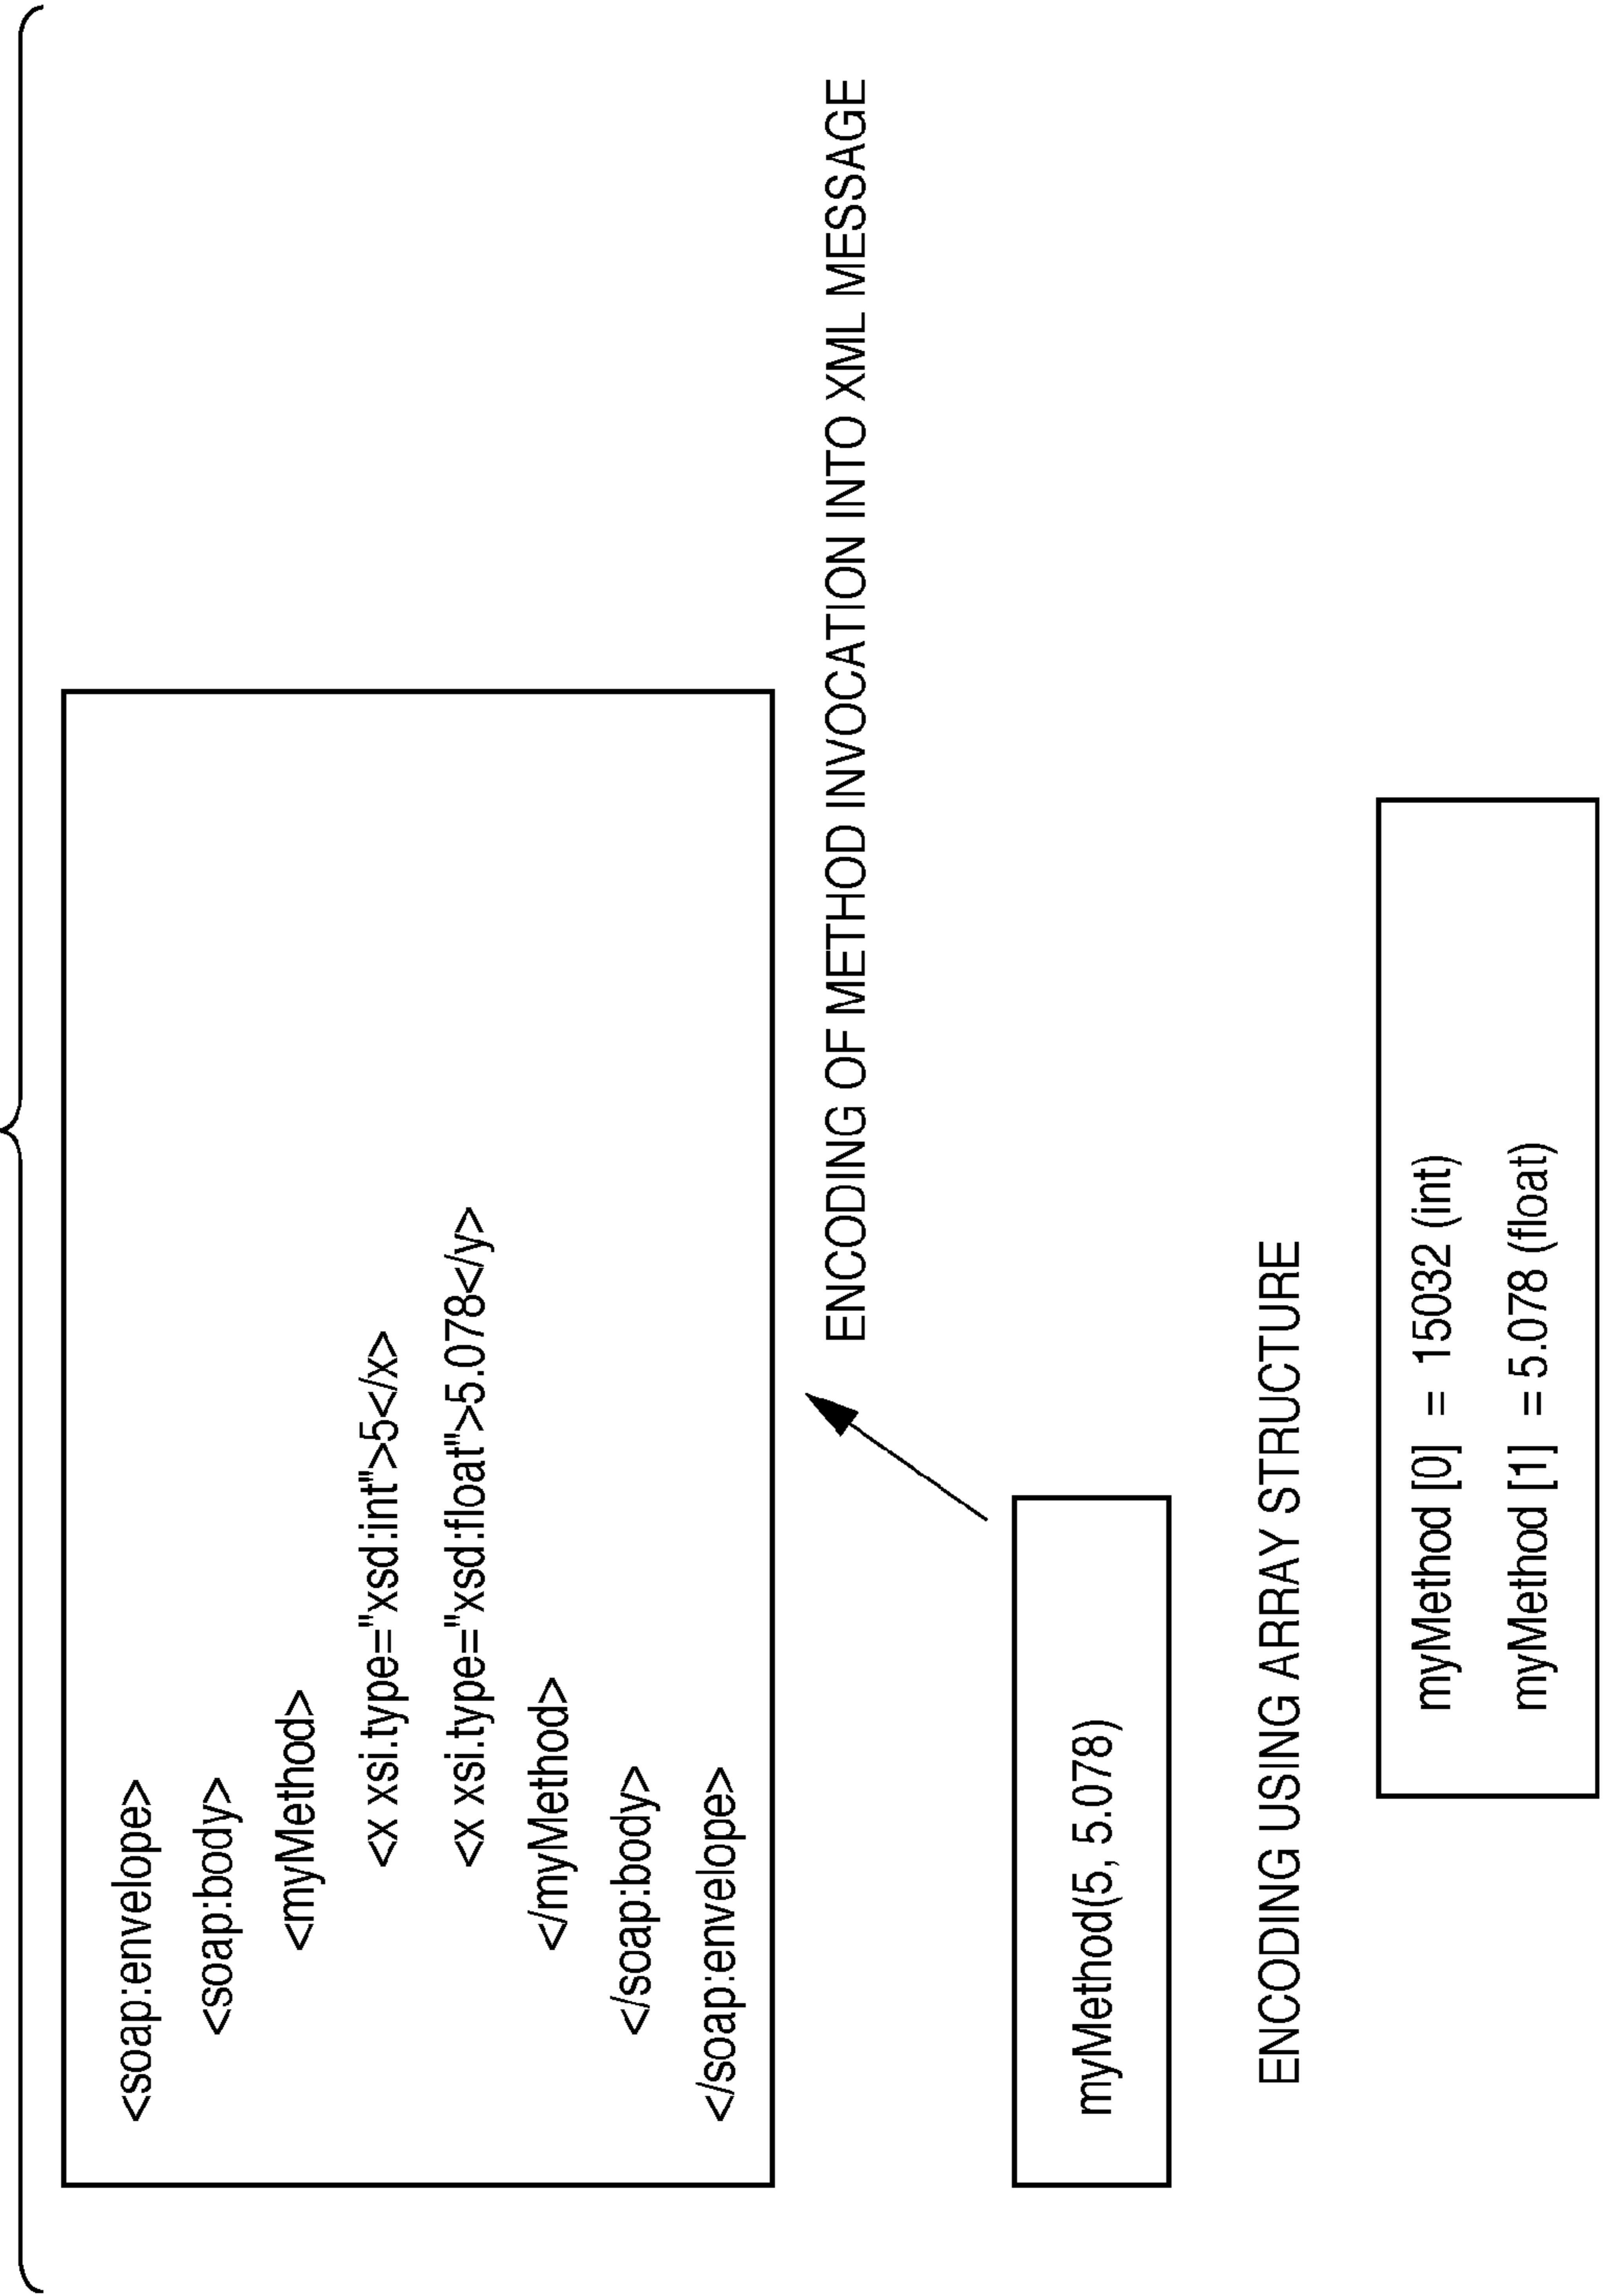 <soap:envelope>
<soap:body>
<myMethod>
<x xsi.type="xsd:int">5</x>
<x xsi.type="xsd:float">5.078</y>
</myMethod>
</soap:body>
</soap:envelope>
ENCODING OF METHOD INVOCATION INTO XML MESSAGE
myMethod(5, 5.078)
ENCODING USING ARRAY STRUCTURE
myMethod [0] = 15032 (int)
myMethod [1] = 5.078 (float)